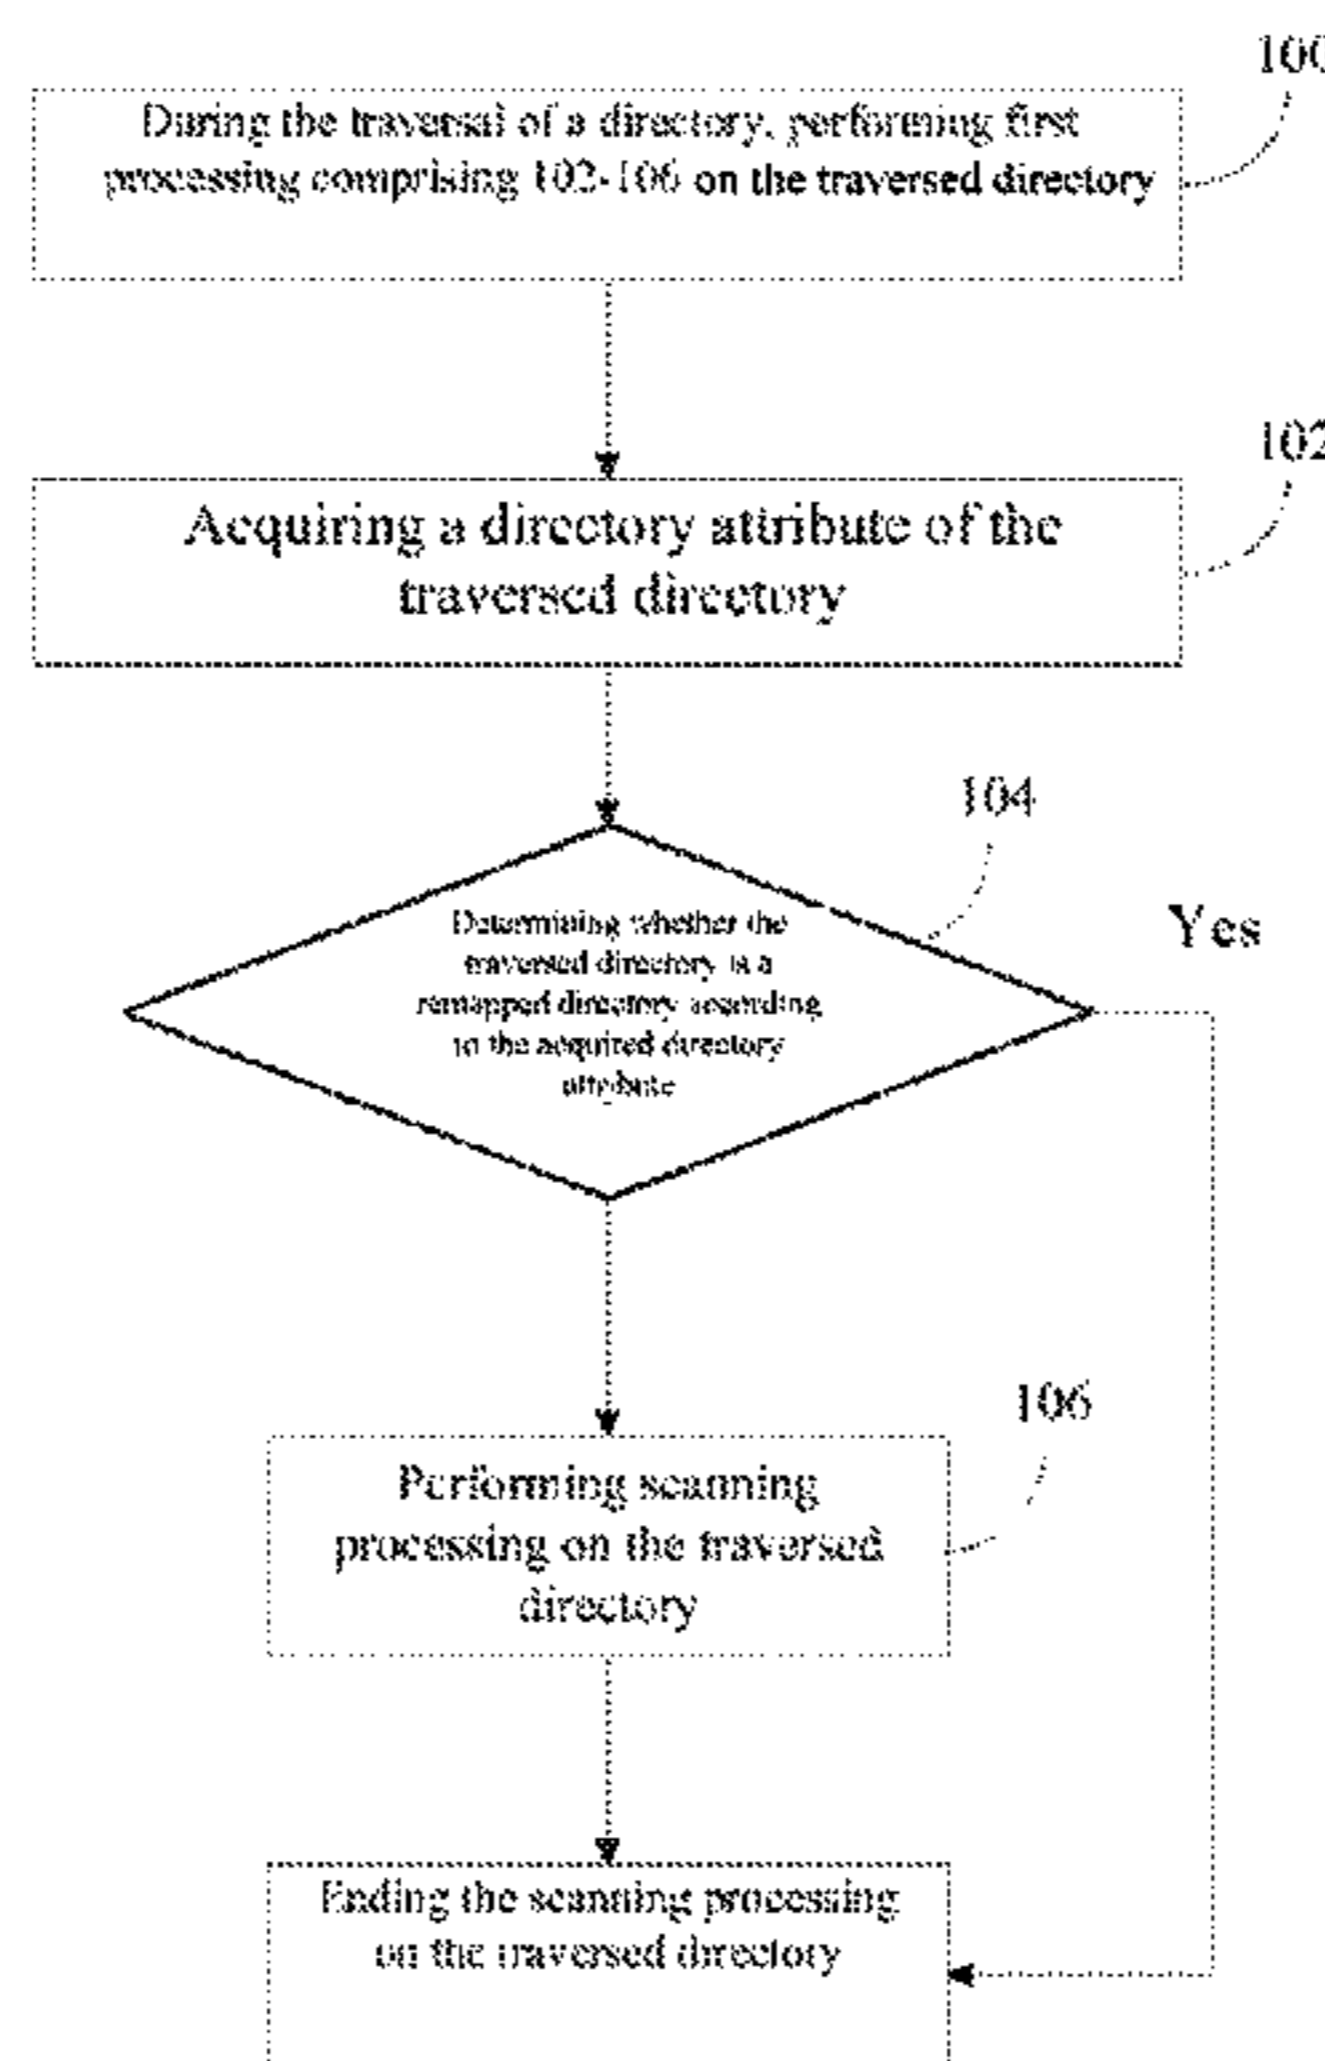 100
During the traversal of a directory, performing first
processing comprising 102-106 on the traversed directory
102
Acquiring a directory attribute of the
traversed directory
104
Determining whether the
traversed directory is a
remapped directory according
to the acquired directory
attribute
Yes
106
Performing scanning
processing on the traversed
directory
Ending the scanning processing
on the traversed directory